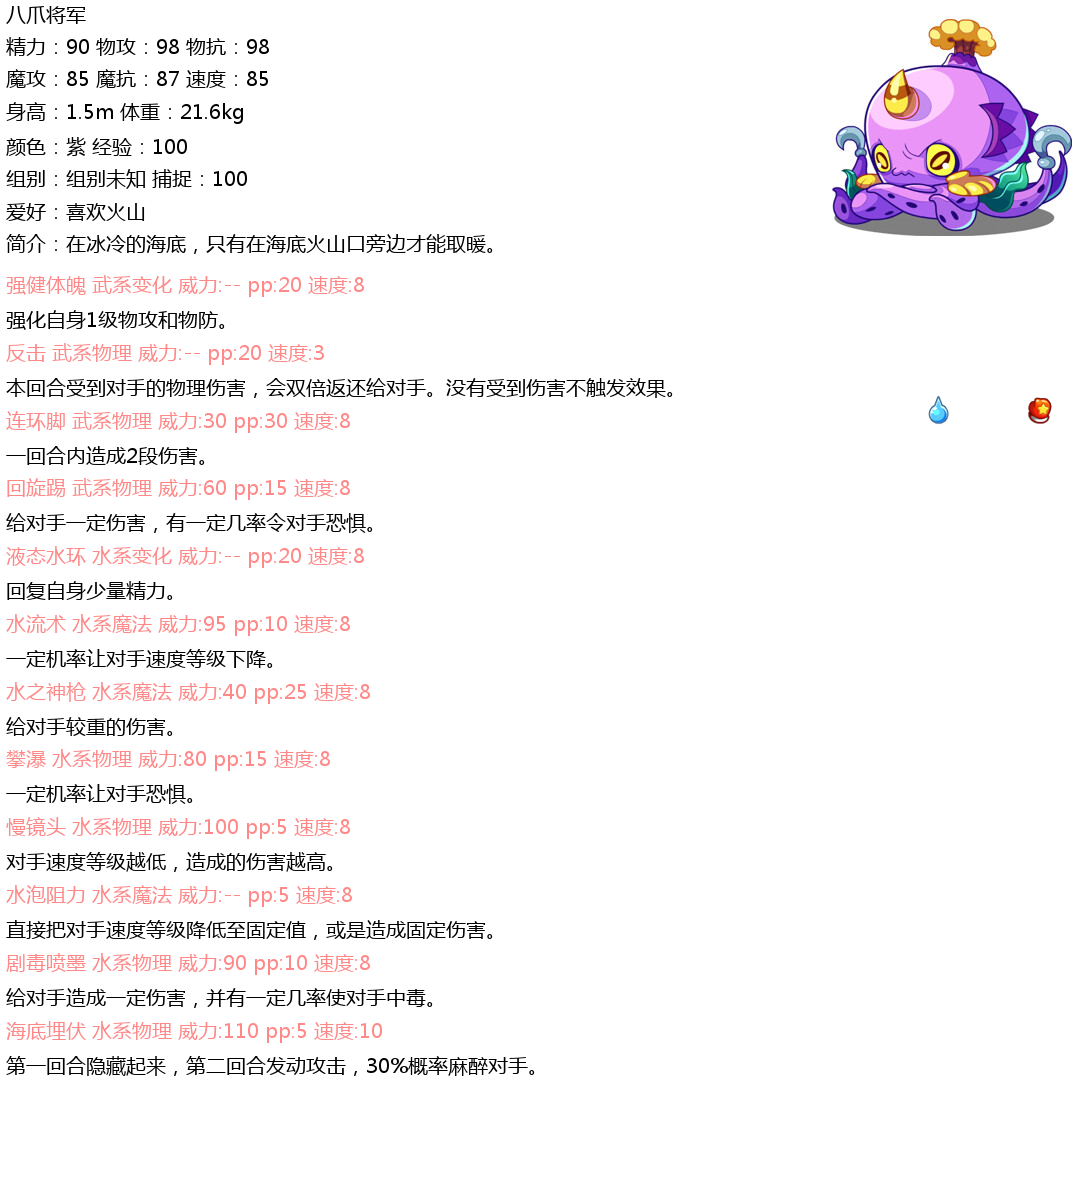 八爪将军
精力：90 物攻：98 物抗：98
魔攻：85 魔抗：87 速度：85
身高：1.5m 体重：21.6kg
颜色：紫 经验：100
组别：组别未知 捕捉：100
爱好：喜欢火山
简介：在冰冷的海底，只有在海底火山口旁边才能取暖。
强健体魄 武系变化 威力:-- pp:20 速度:8
强化自身1级物攻和物防。
反击 武系物理 威力:-- pp:20 速度:3
本回合受到对手的物理伤害，会双倍返还给对手。没有受到伤害不触发效果。
连环脚 武系物理 威力:30 pp:30 速度:8
一回合内造成2段伤害。
回旋踢 武系物理 威力:60 pp:15 速度:8
给对手一定伤害，有一定几率令对手恐惧。
液态水环 水系变化 威力:-- pp:20 速度:8
回复自身少量精力。
水流术 水系魔法 威力:95 pp:10 速度:8
一定机率让对手速度等级下降。
水之神枪 水系魔法 威力:40 pp:25 速度:8
给对手较重的伤害。
攀瀑 水系物理 威力:80 pp:15 速度:8
一定机率让对手恐惧。
慢镜头 水系物理 威力:100 pp:5 速度:8
对手速度等级越低，造成的伤害越高。
水泡阻力 水系魔法 威力:-- pp:5 速度:8
直接把对手速度等级降低至固定值，或是造成固定伤害。
剧毒喷墨 水系物理 威力:90 pp:10 速度:8
给对手造成一定伤害，并有一定几率使对手中毒。
海底埋伏 水系物理 威力:110 pp:5 速度:10
第一回合隐藏起来，第二回合发动攻击，30%概率麻醉对手。